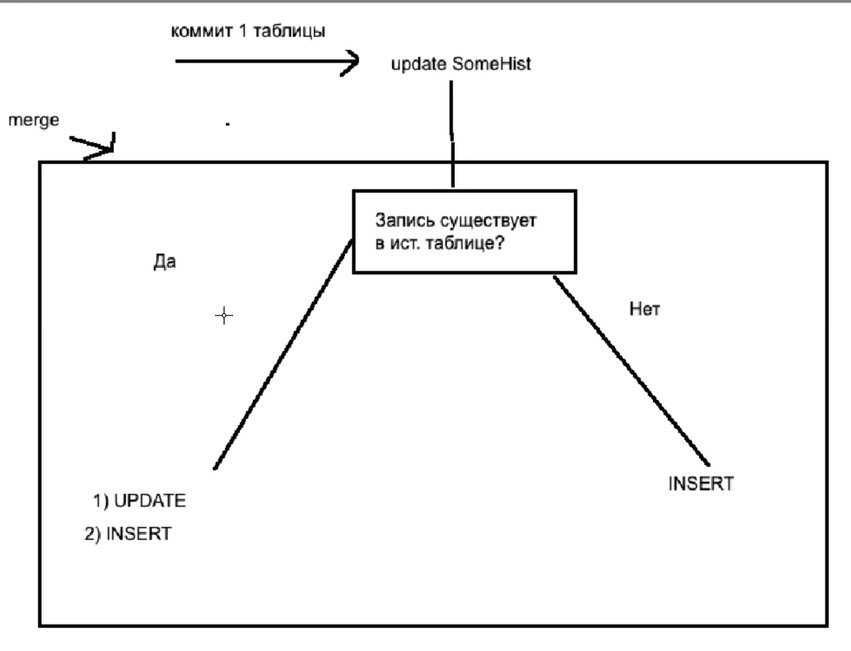 коммит 1 таблицы
update SomeHist
merge
Запись существует
в ист. таблице?
Да
Нет
INSERT
1) UPDATE
2) INSERT